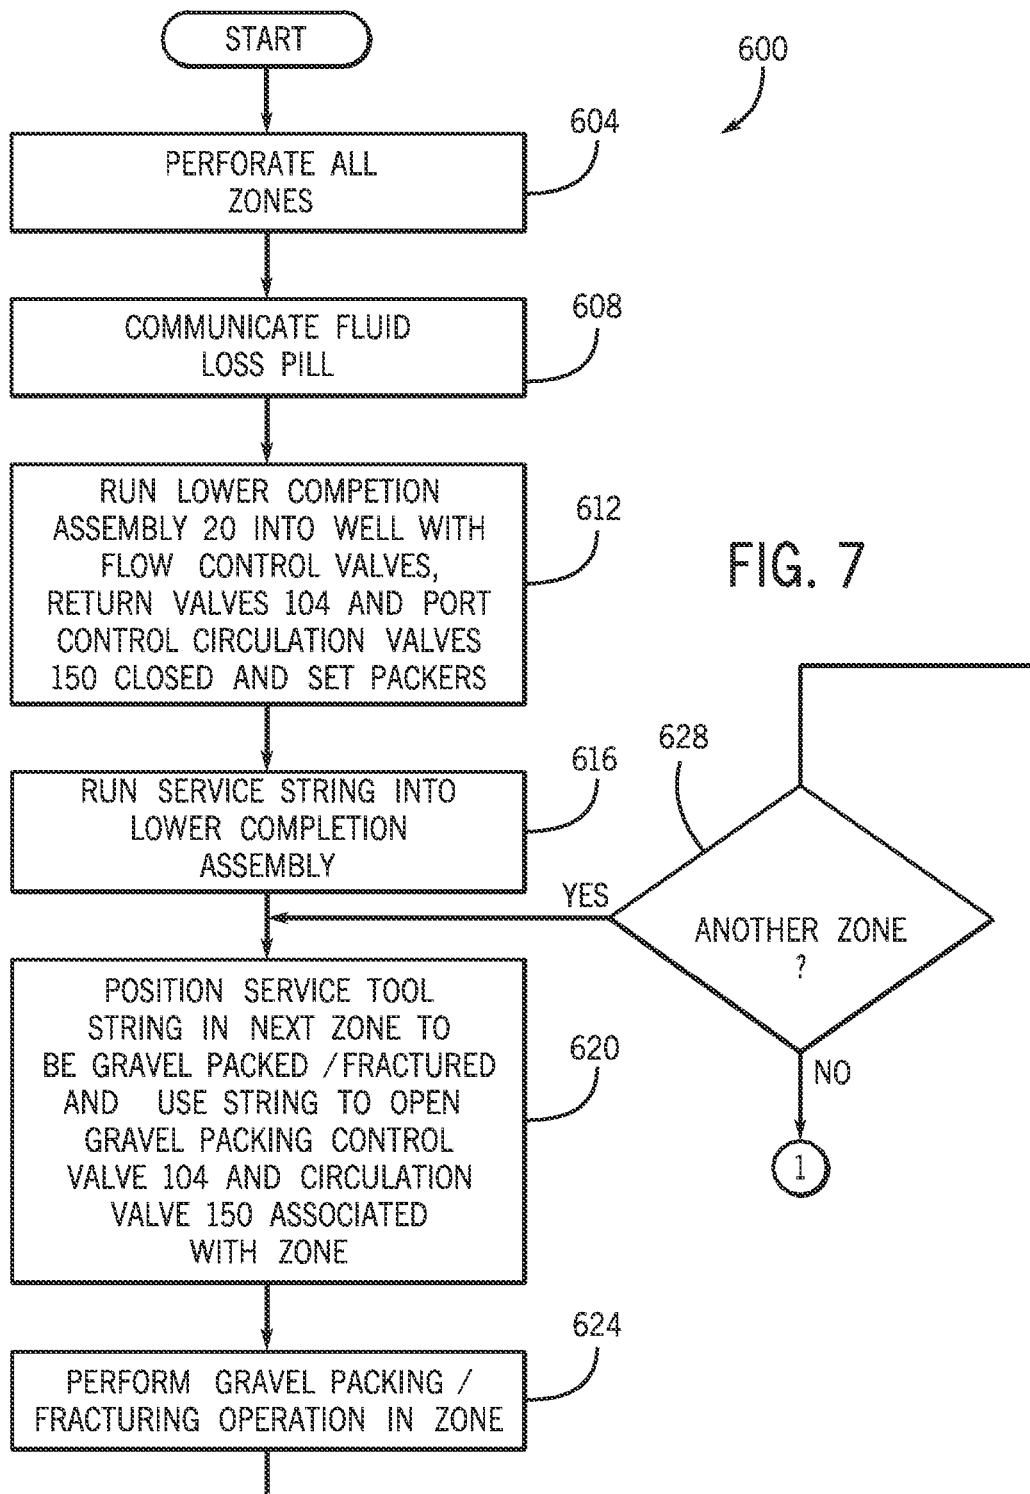 START
600
604
PERFORATE ALL
ZONES
608
COMMUNICATE FLUID
LOSS PILL
612
RUN LOWER COMPETION
ASSEMBLY 20 INTO WELL WITH
FLOW CONTROL VALVES,
RETURN VALVES 104 AND PORT
CONTROL CIRCULATION VALVES
150 CLOSED AND SET PACKERS
FIG. 7
616
RUN SERVICE STRING INTO
LOWER COMPLETION
ASSEMBLY
628
YES
ANOTHER ZONE
?
NO
1
620
POSITION SERVICE TOOL
STRING IN NEXT ZONE TO
BE GRAVEL PACKED / FRACTURED
AND USE STRING TO OPEN
GRAVEL PACKING CONTROL
VALVE 104 AND CIRCULATION
VALVE 150 ASSOCIATED
WITH ZONE
624
PERFORM GRAVEL PACKING /
FRACTURING OPERATION IN ZONE